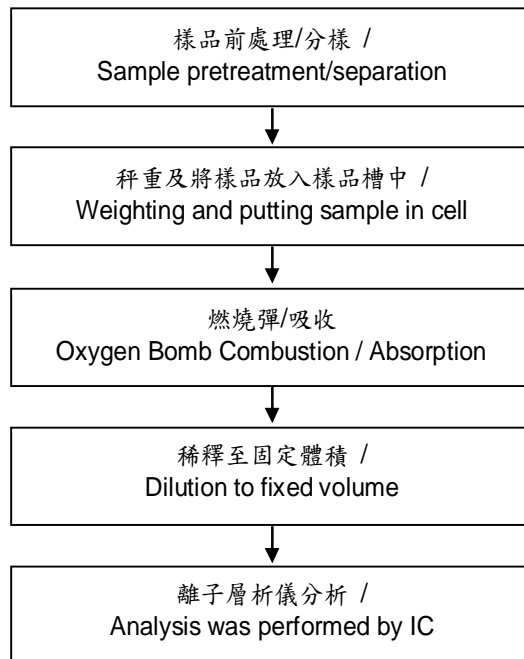 樣品前處理/分樣 /
Sample pretreatment/separation
秤重及將樣品放入樣品槽中 /
Weighting and putting sample in cell
燃燒彈/吸收
Oxygen Bomb Combustion / Absorption
稀釋至固定體積 /
Dilution to fixed volume
離子層析儀分析 /
Analysis was performed by IC